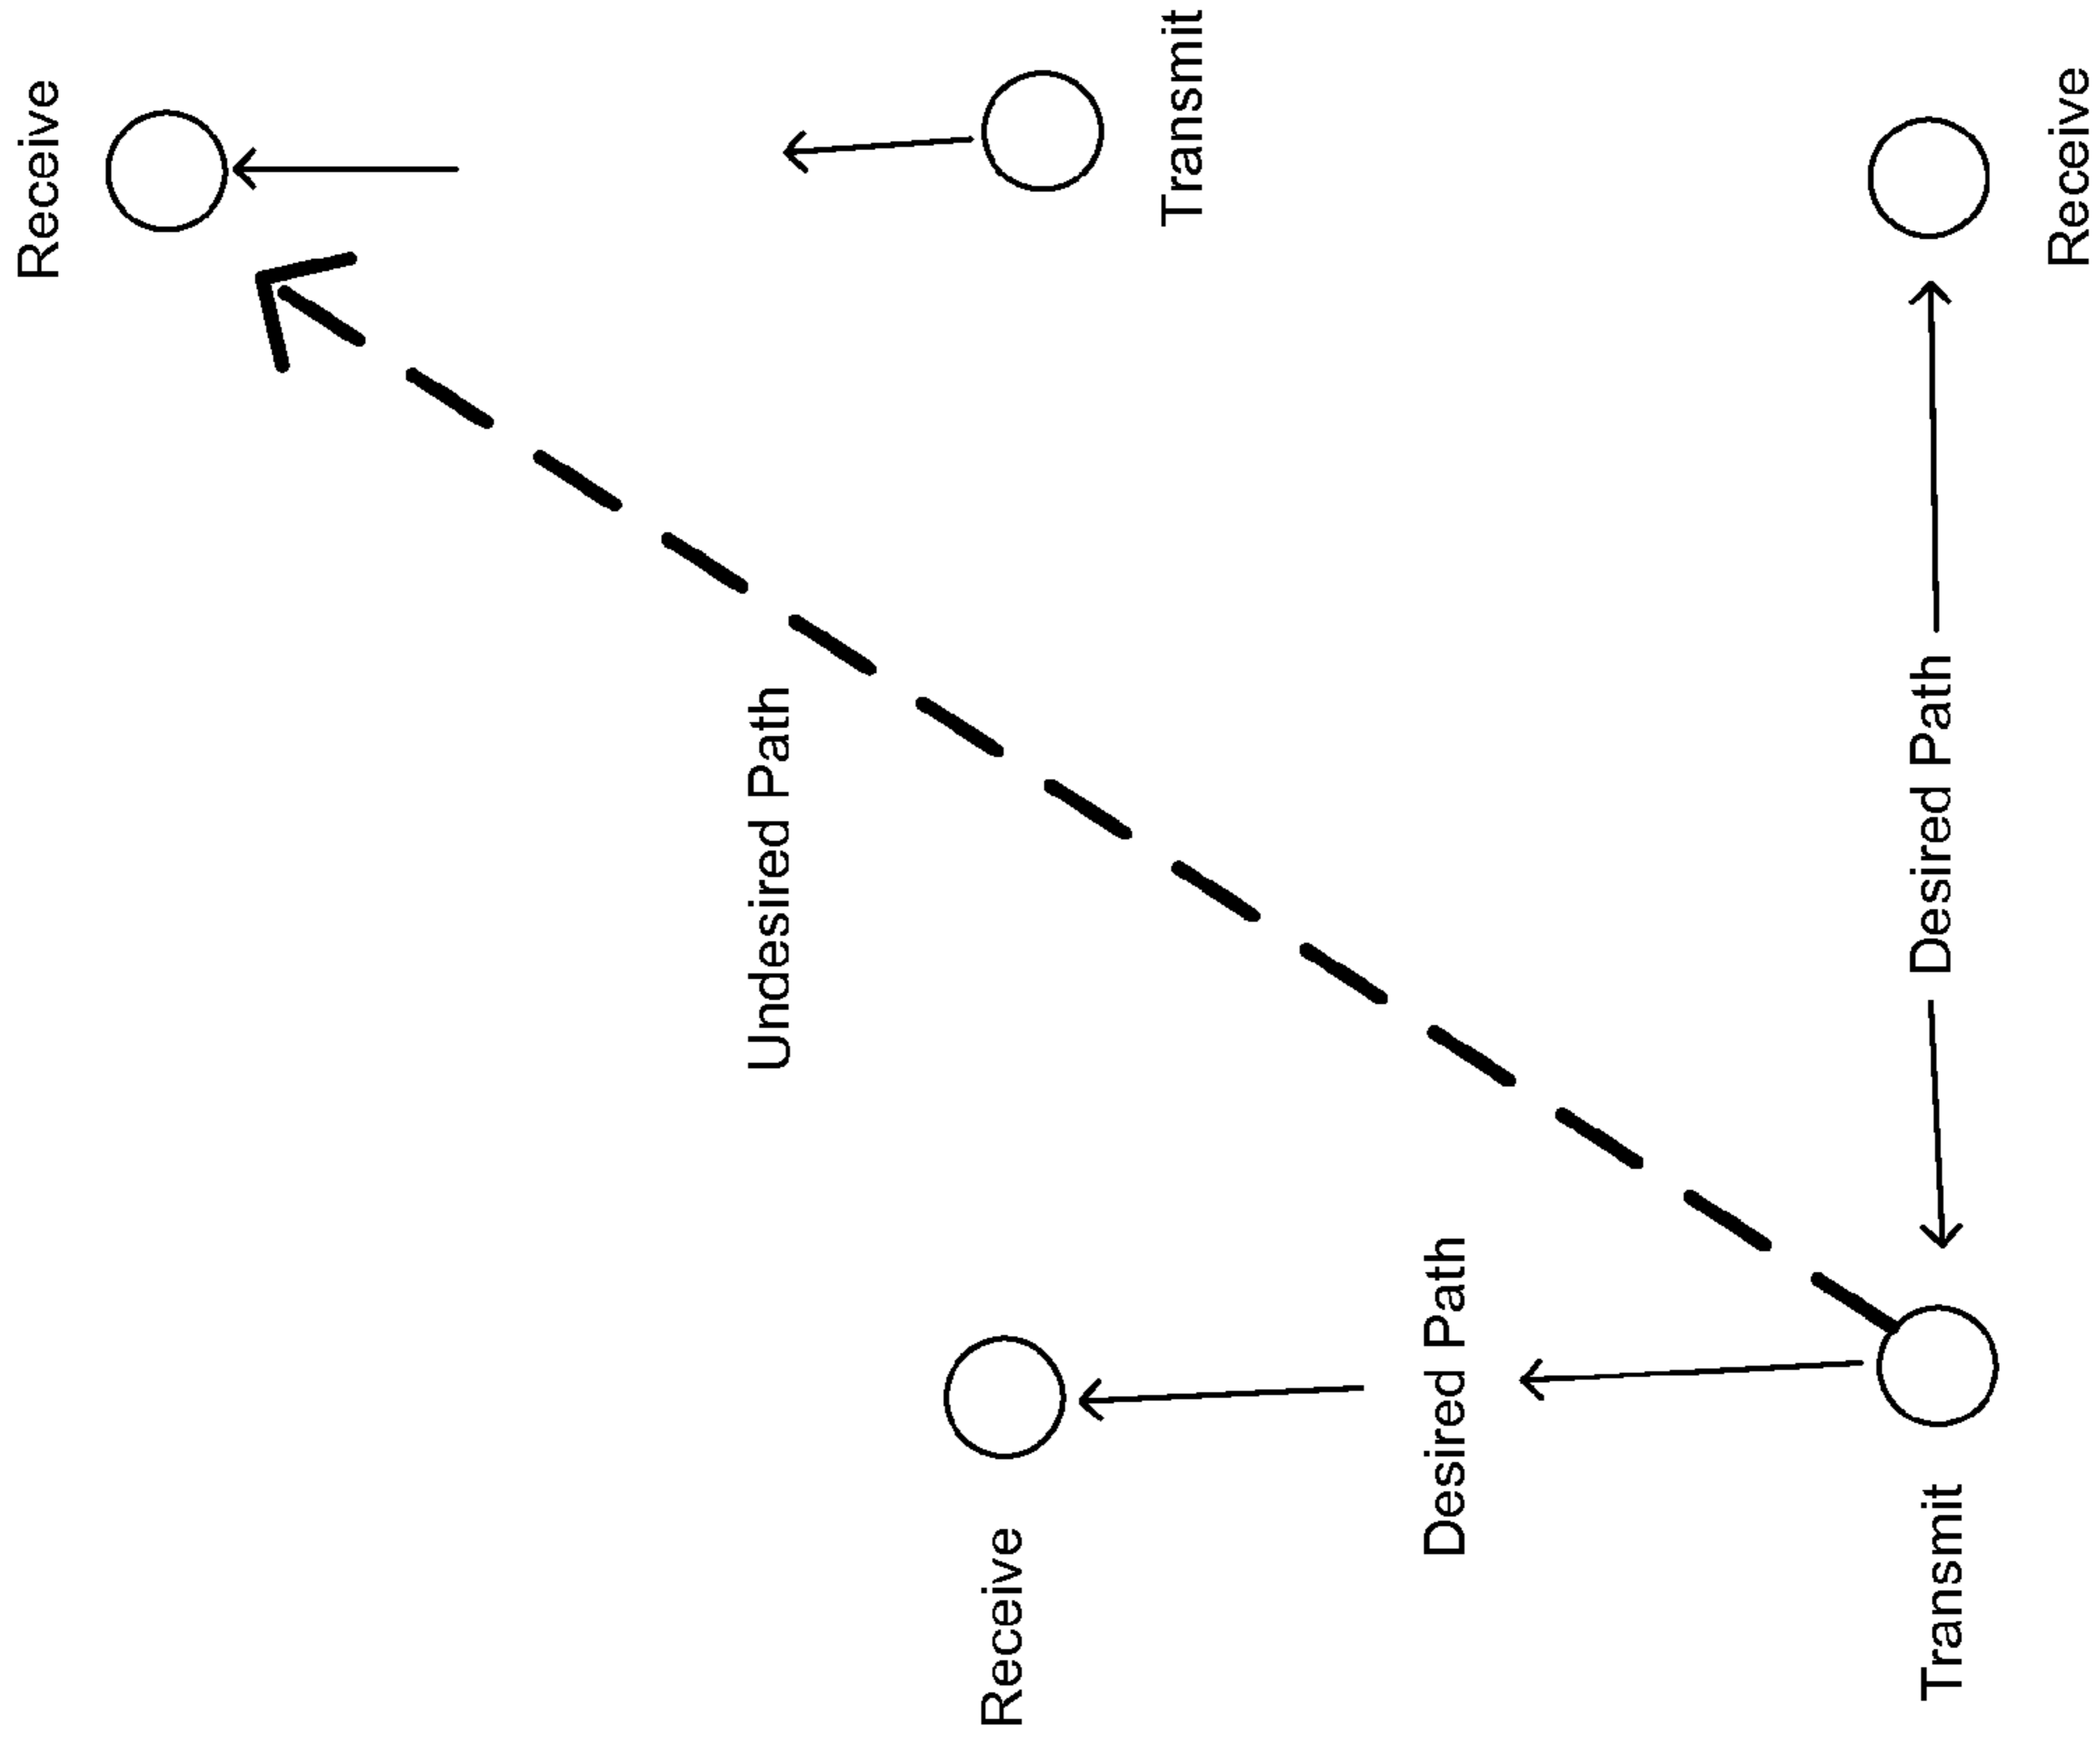 Receive
Transmit
Receive
Undesired Path
Desired Path
Desired Path
Receive
Transmit